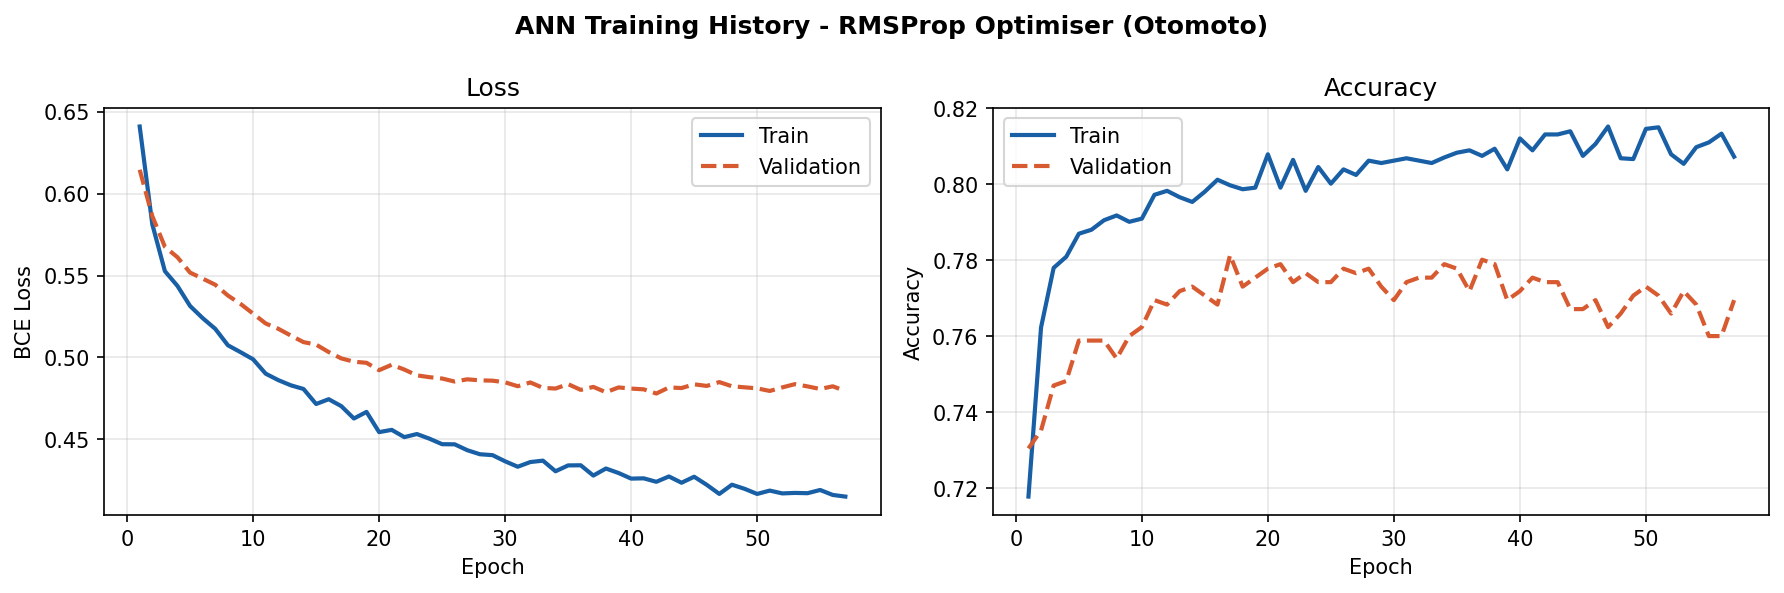 ANN Training History - RMSProp Optimiser (Otomoto)
Loss
0.65
0.60
0.55
0.50
0.45
BCE Loss
Train
Validation
0 10 20 30 40 50
Epoch
Accuracy
0.82
0.80
0.78
0.76
0.74
0.72
Accuracy
Train
Validation
0 10 20 30 40 50
Epoch